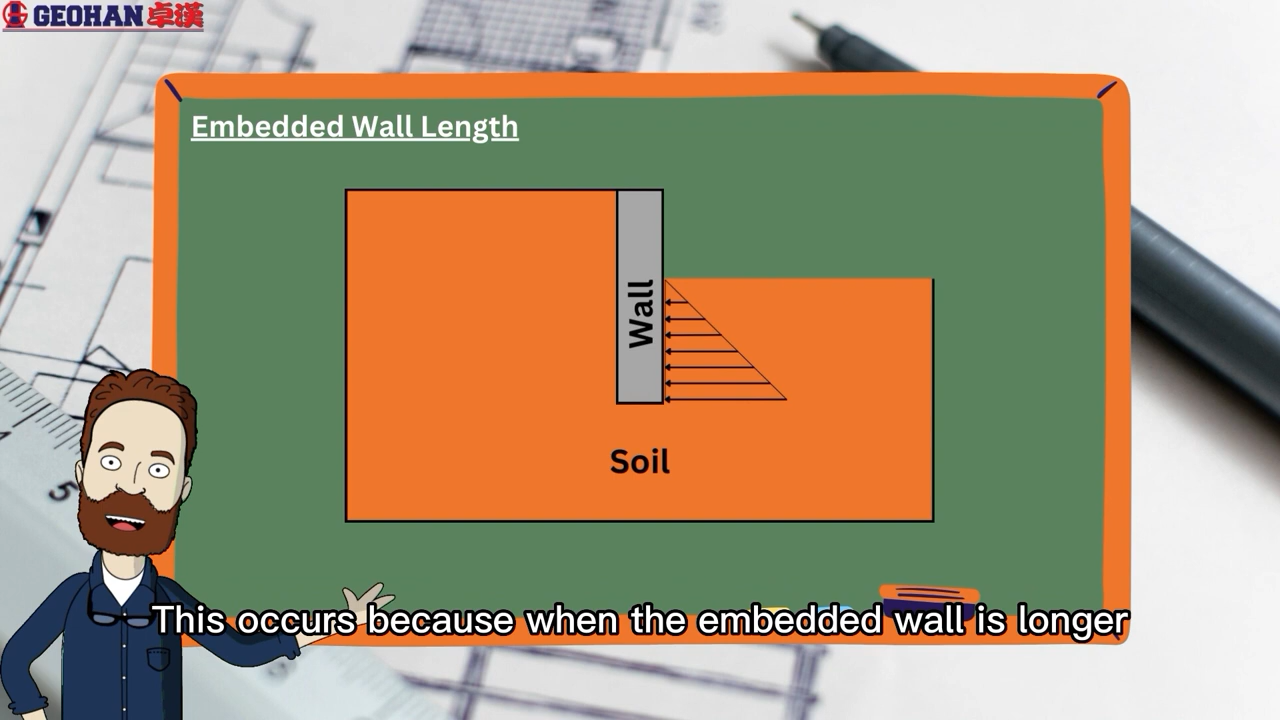 GEOHAN卓漢
Embedded Wall Length
Wall
Soil
5
This occurs because when the embedded wall is longer